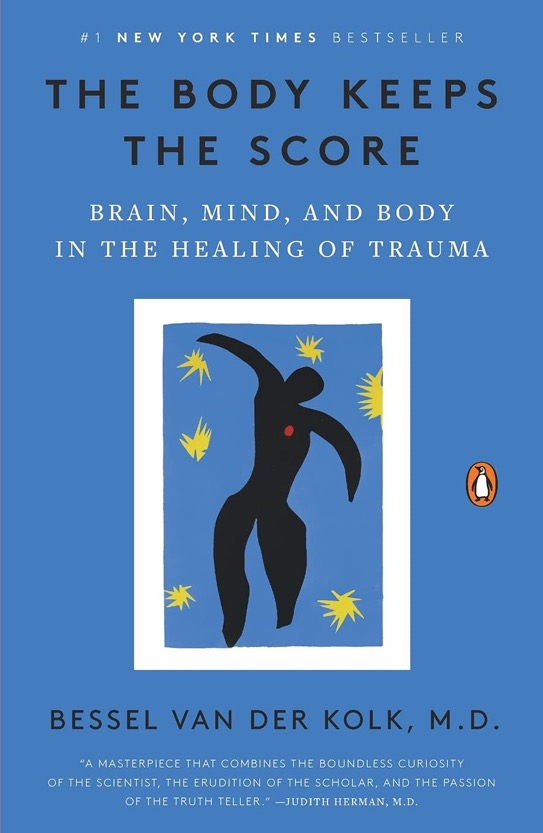 #1 NEW YORK TIMES BESTSELLER
THE BODY KEEPS
THE SCORE
BRAIN, MIND, AND BODY
IN THE HEALING OF TRAUMA
BESSEL VAN DER KOLK, M.D.
“A MASTERPIECE THAT COMBINES THE BOUNDLESS CURIOSITY
OF THE SCIENTIST, THE ERUDITION OF THE SCHOLAR, AND THE PASSION
OF THE TRUTH TELLER.” —JUDITH HERMAN, M.D.